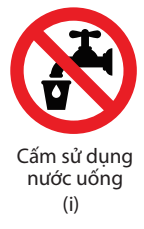 Cấm sử dụng
nước uống
(i)